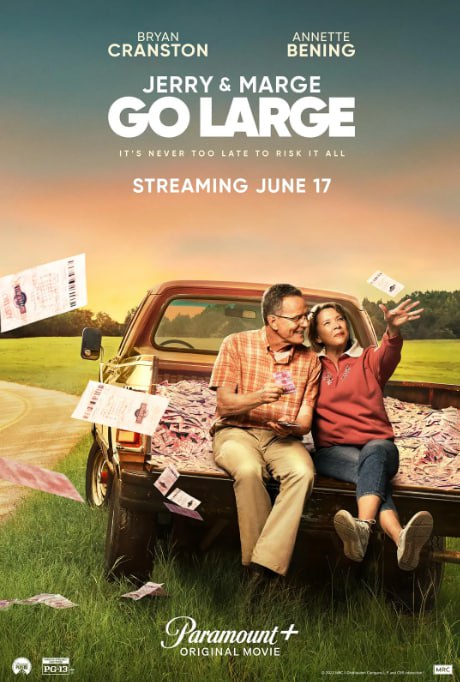 BRYAN
CRANSTON
ANNETTE
BENING
JERRY & MARGE
GO LARGE
IT'S NEVER TOO LATE TO RISK IT ALL
STREAMING JUNE 17
Paramount+
ORIGINAL MOVIE
PG-13
MRC